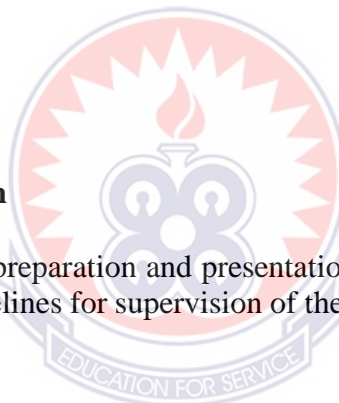 n
preparation and presentatio
elines for supervision of the
EDUCATION FOR SERVICE